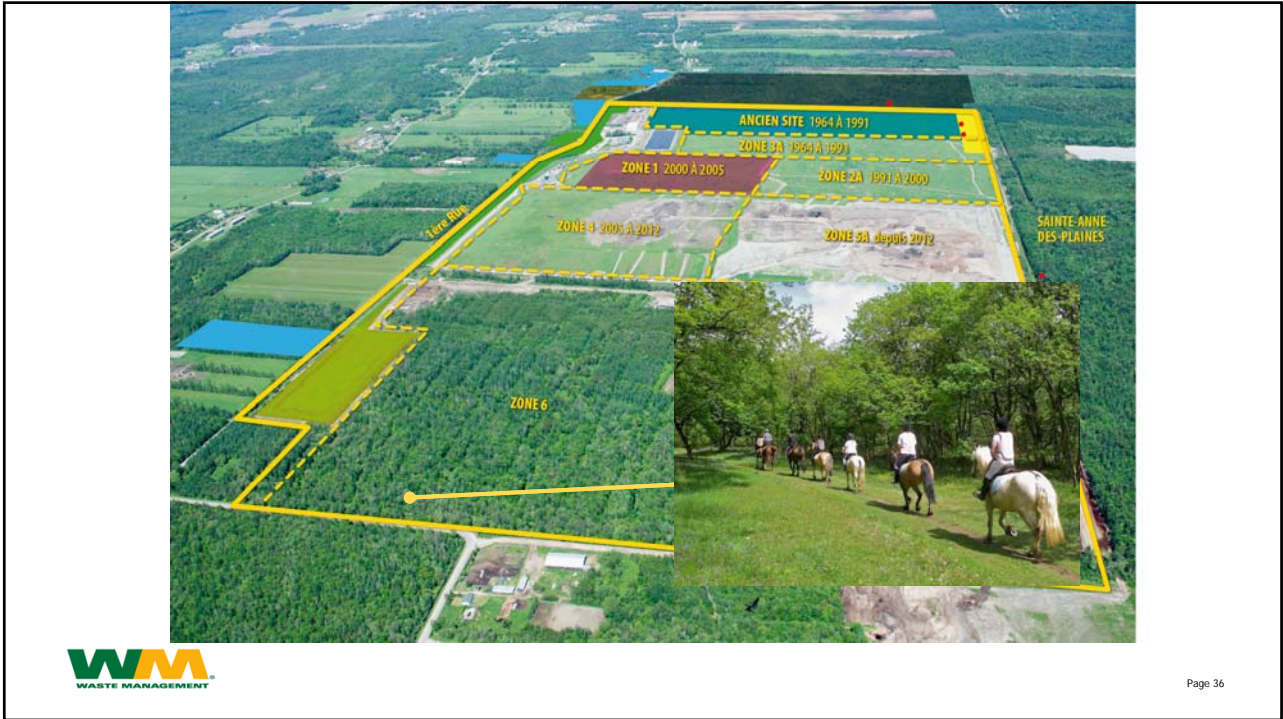 ANCIEN SITE 1964 À 1991
ZONE 3A 1964 À 1991
ZONE 1 2000 À 2005
ZONE 2A 1991 À 2000
1ère Rue
ZONE 4 2005 À 2012
ZONE 5A depuis 2012
SAINTE-ANNE-
DES-PLAINES
ZONE 6
WM
WASTE MANAGEMENT®
Page 36